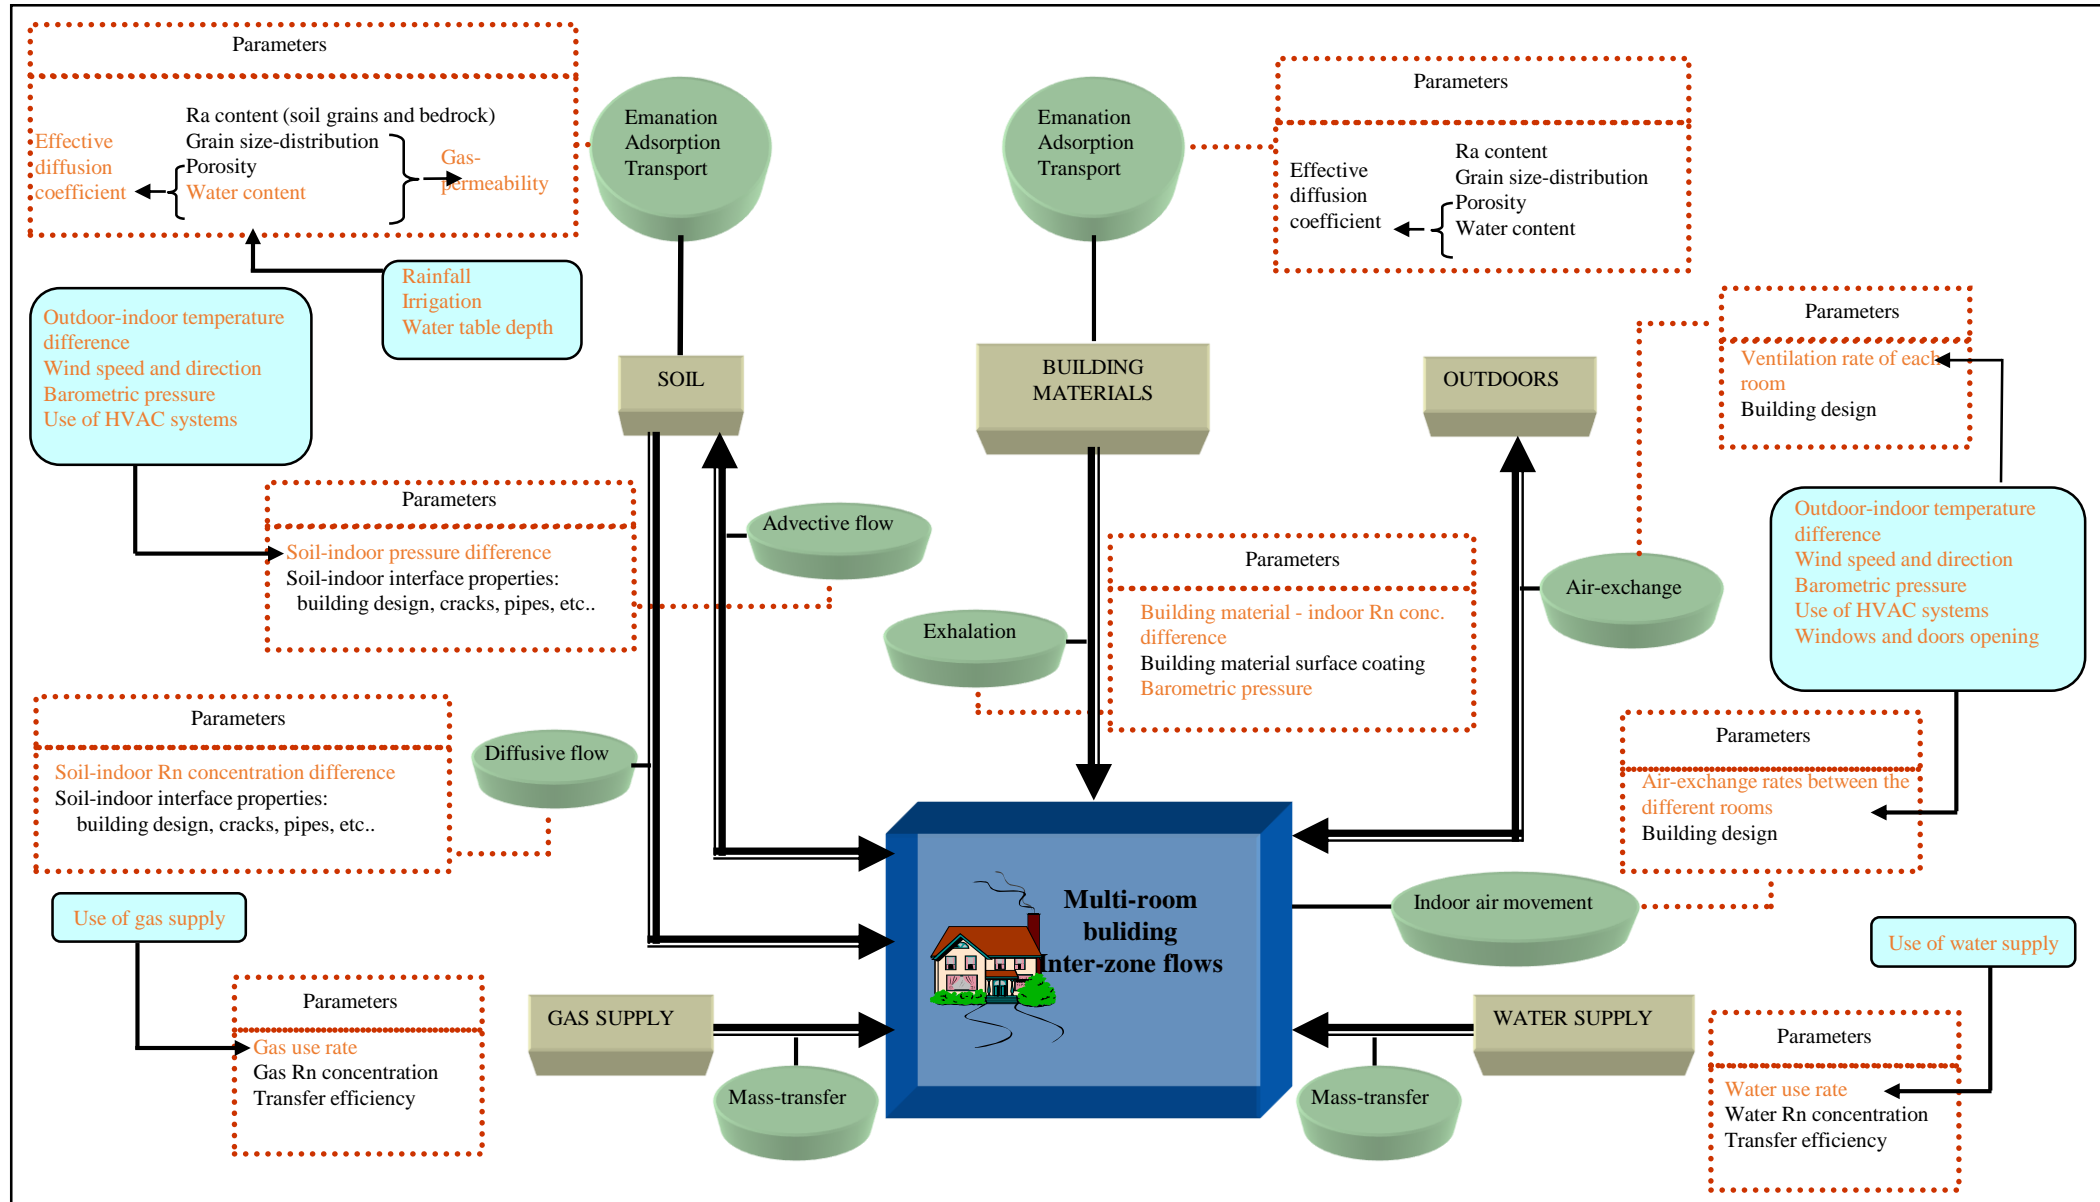 Parameters
Ra content (soil grains and bedrock)
Grain size-distribution
Porosity
Water content
Effective
diffusion
coefficient
Gas-
permeability
Emanation
Adsorption
Transport
Rainfall
Irrigation
Water table depth
Outdoor-indoor temperature
difference
Wind speed and direction
Barometric pressure
Use of HVAC systems
SOIL
Parameters
Soil-indoor pressure difference
Soil-indoor interface properties:
building design, cracks, pipes, etc..
Advective flow
Parameters
Soil-indoor Rn concentration difference
Soil-indoor interface properties:
building design, cracks, pipes, etc..
Diffusive flow
Use of gas supply
Parameters
Gas use rate
Gas Rn concentration
Transfer efficiency
GAS SUPPLY
Mass-transfer
Emanation
Adsorption
Transport
Parameters
Ra content
Grain size-distribution
Porosity
Water content
Effective
diffusion
coefficient
BUILDING
MATERIALS
Exhalation
Parameters
Building material - indoor Rn conc.
difference
Building material surface coating
Barometric pressure
OUTDOORS
Air-exchange
Parameters
Ventilation rate of each
room
Building design
Outdoor-indoor temperature
difference
Wind speed and direction
Barometric pressure
Use of HVAC systems
Windows and doors opening
Parameters
Air-exchange rates between the
different rooms
Building design
Indoor air movement
Multi-room
buliding
Inter-zone flows
Use of water supply
WATER SUPPLY
Mass-transfer
Parameters
Water use rate
Water Rn concentration
Transfer efficiency